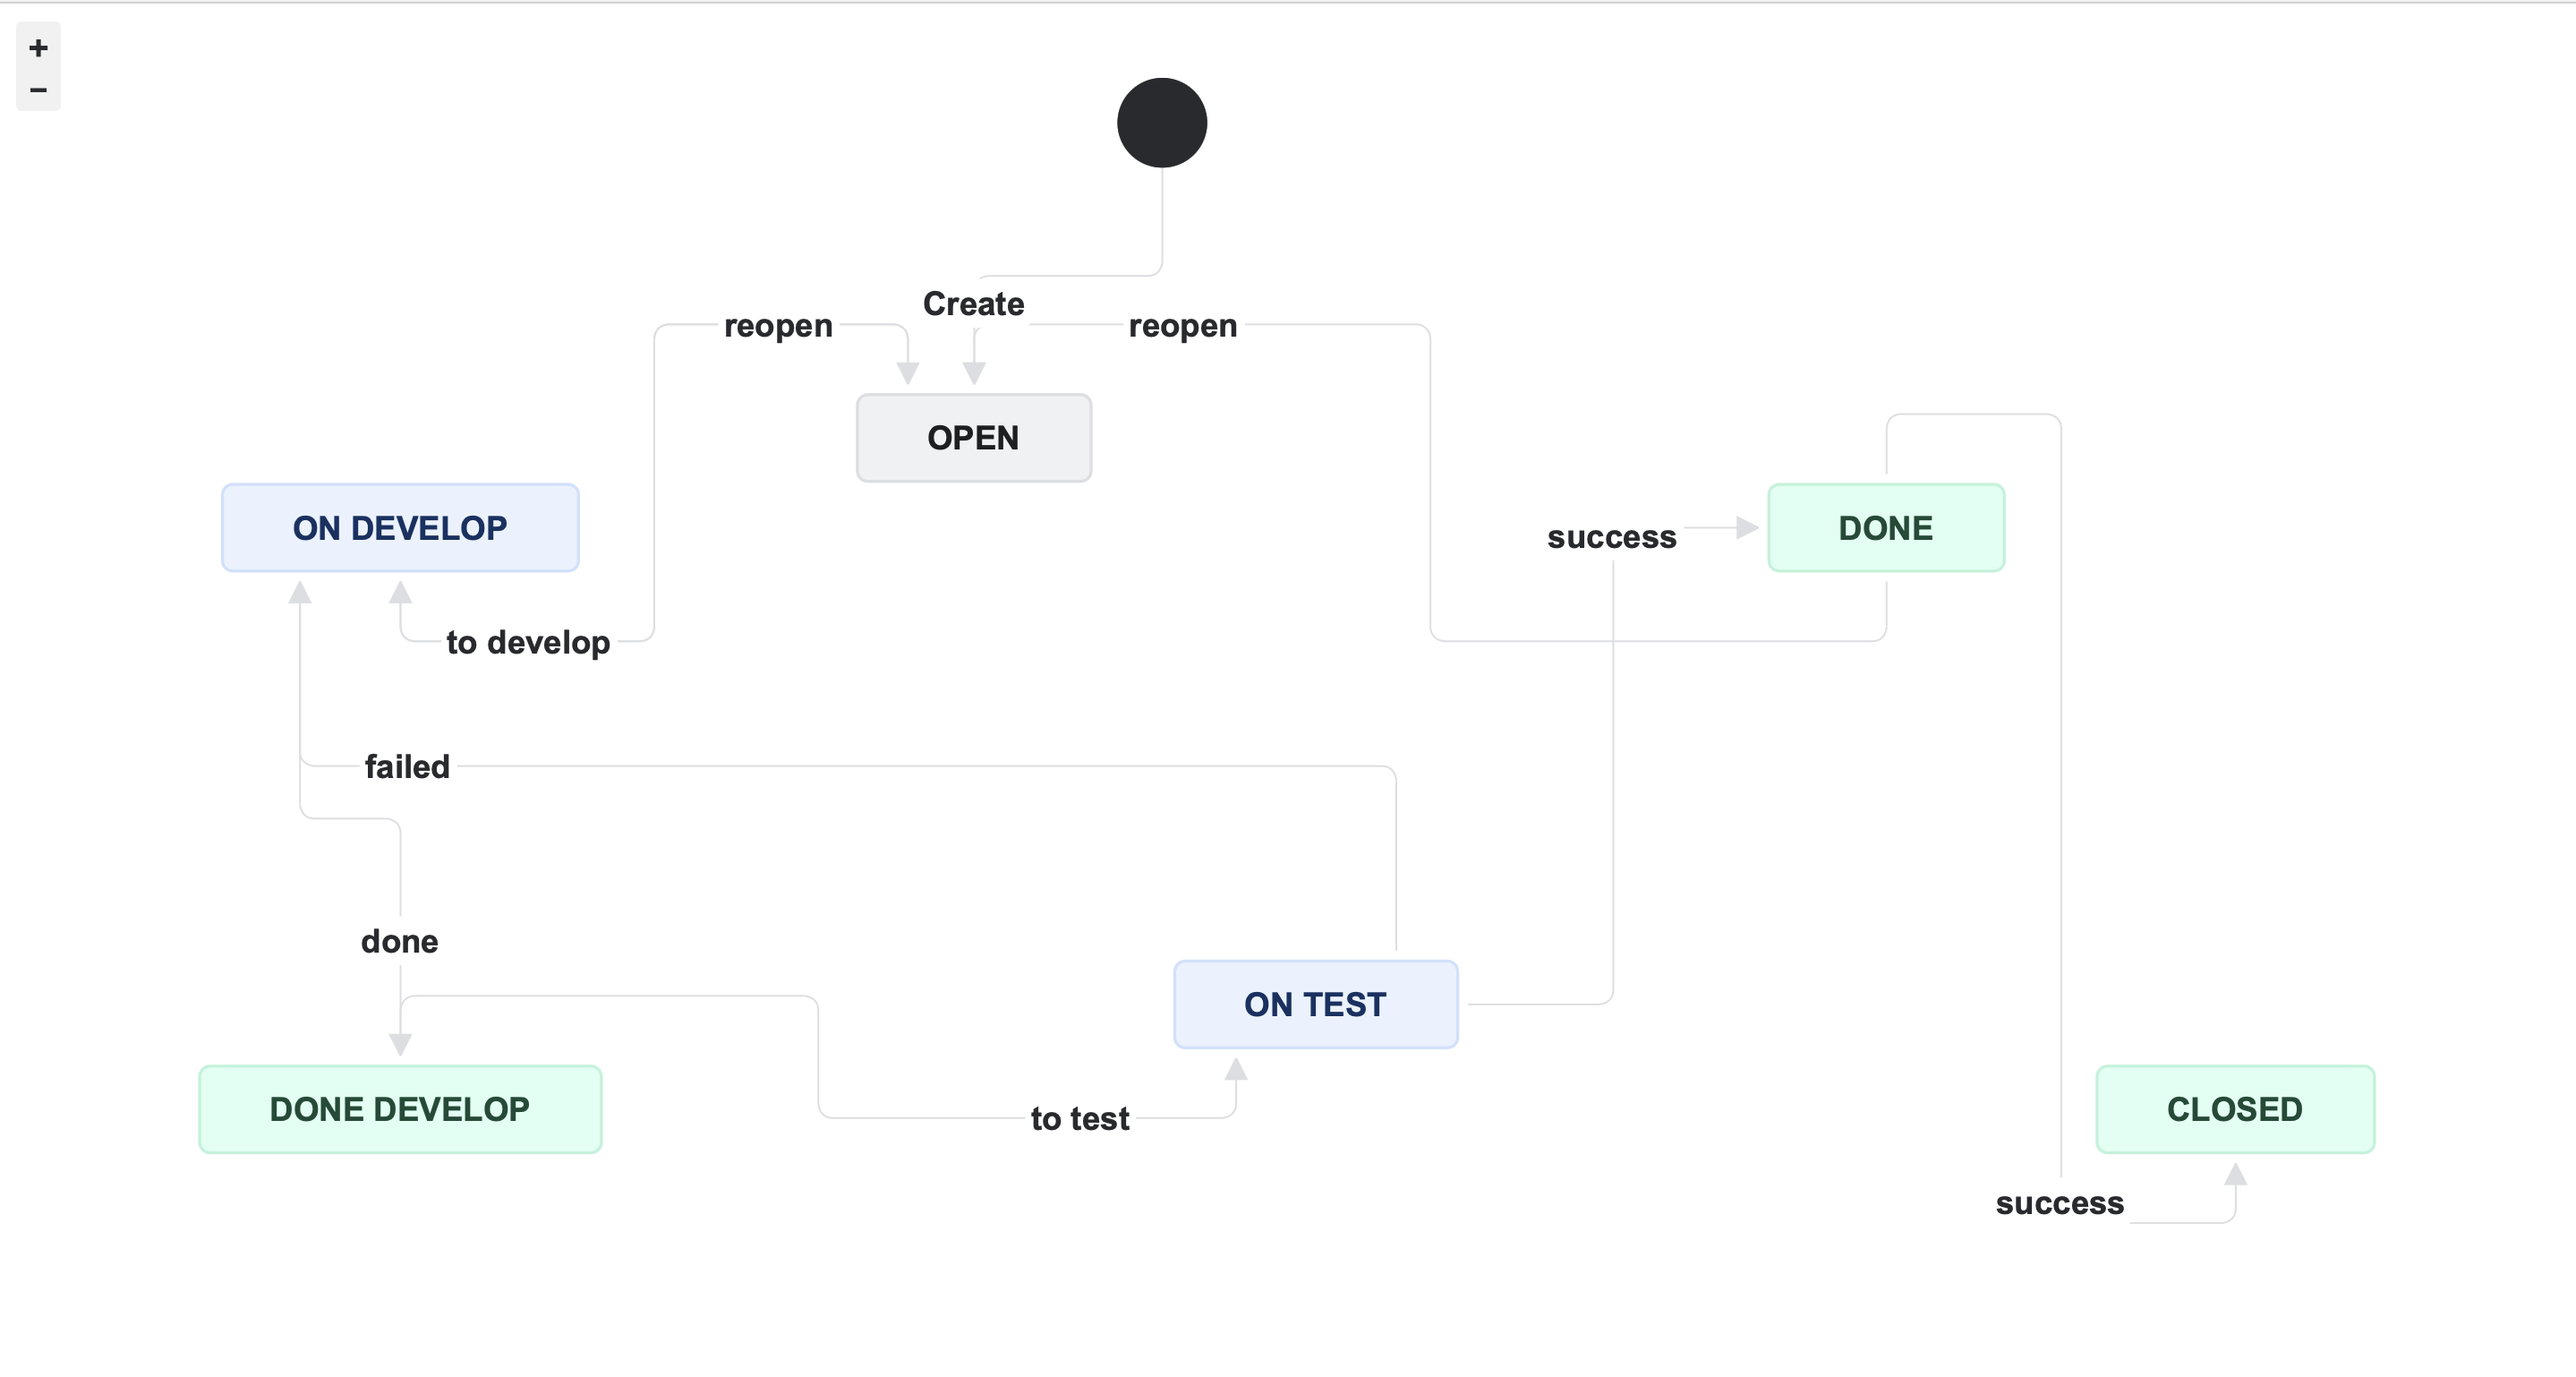 +
−
Create
reopen
reopen
OPEN
ON DEVELOP
DONE
success
to develop
failed
done
ON TEST
DONE DEVELOP
to test
CLOSED
success